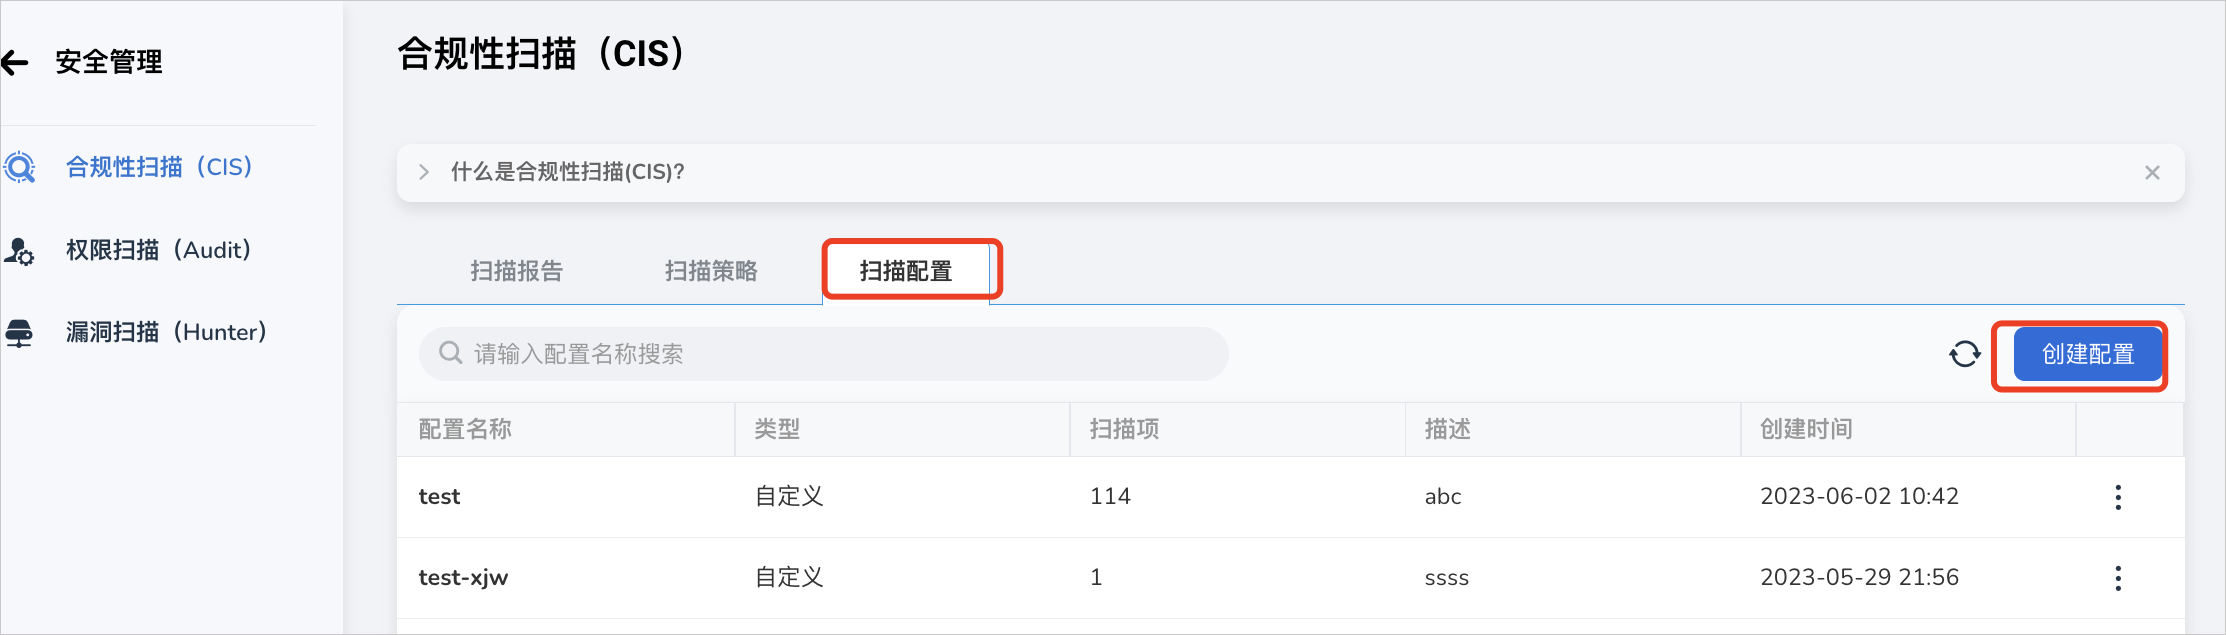 安全管理
合规性扫描（CIS）
权限扫描（Audit）
漏洞扫描（Hunter）
合规性扫描（CIS）
什么是合规性扫描(CIS)?
扫描报告 扫描策略 扫描配置
请输入配置名称搜索 创建配置
配置名称 类型 扫描项 描述 创建时间
test 自定义 114 abc 2023-06-02 10:42
test-xjw 自定义 1 ssss 2023-05-29 21:56